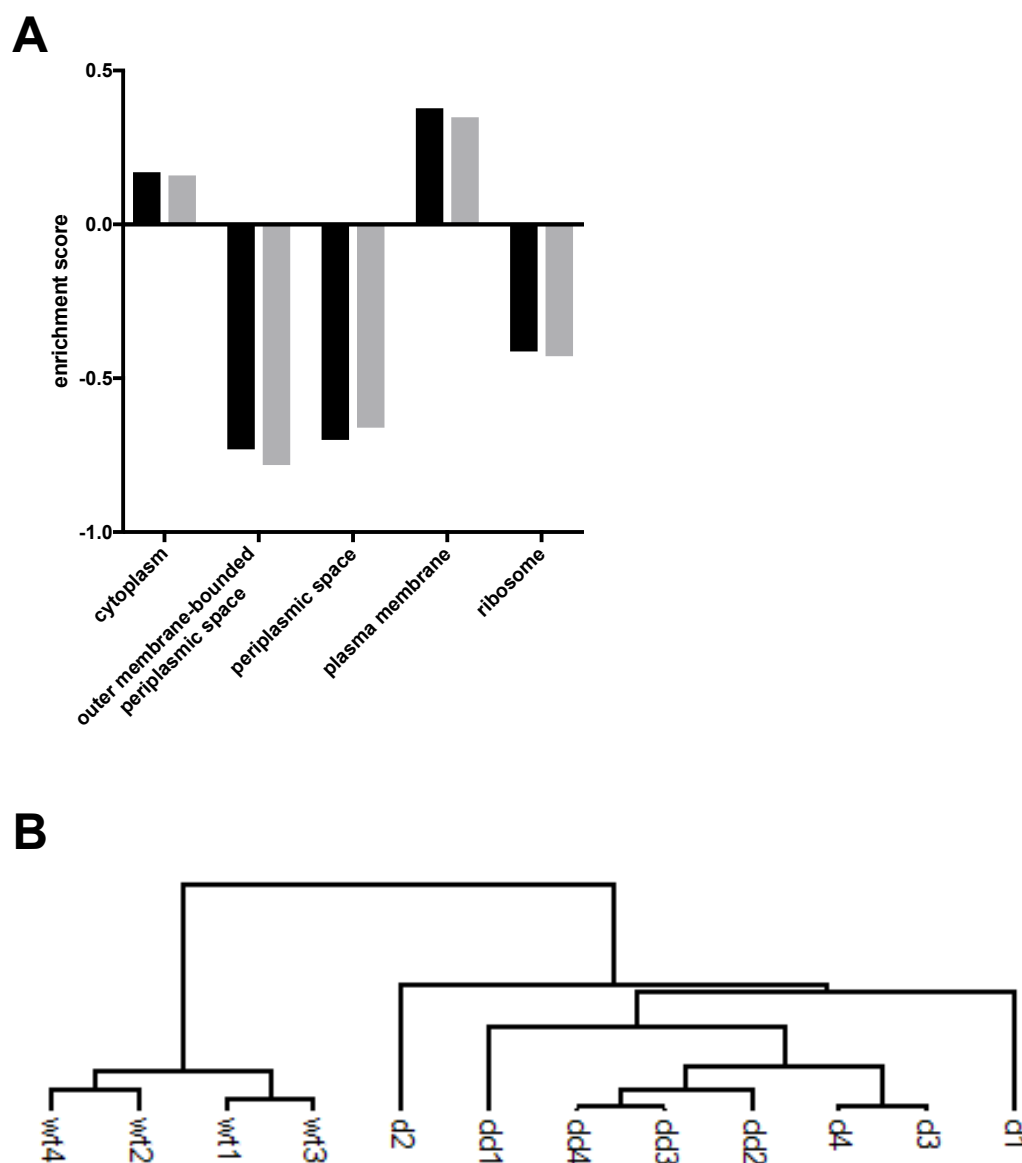 A
0.5
0.0
-0.5
-1.0
enrichment score
cytoplasm
outer membrane-bounded
periplasmic space
periplasmic space
plasma membrane
ribosome
B
wt4
wt2
wt1
wt3
d2
dd1
dd4
dd3
dd2
d4
d3